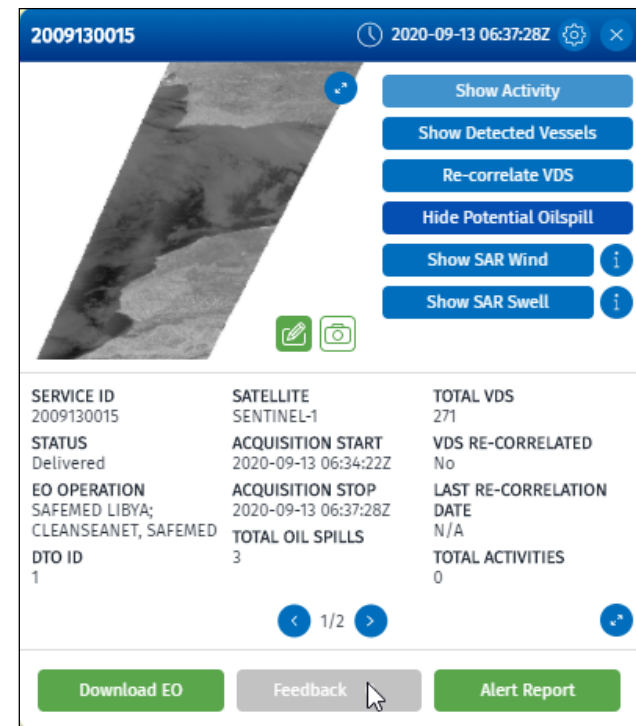 2009130015
2020-09-13 06:37:28Z
Show Activity
Show Detected Vessels
Re-correlate VDS
Hide Potential Oilspill
Show SAR Wind
i
Show SAR Swell
i
SERVICE ID
2009130015
STATUS
Delivered
EO OPERATION
SAFEMED LIBYA;
CLEANSEANET, SAFEMED
DTO ID
1
SATELLITE
SENTINEL-1
ACQUISITION START
2020-09-13 06:34:22Z
ACQUISITION STOP
2020-09-13 06:37:28Z
TOTAL OIL SPILLS
3
TOTAL VDS
271
VDS RE-CORRELATED
No
LAST RE-CORRELATION
DATE
N/A
TOTAL ACTIVITIES
0
1/2
Download EO
Feedback
Alert Report